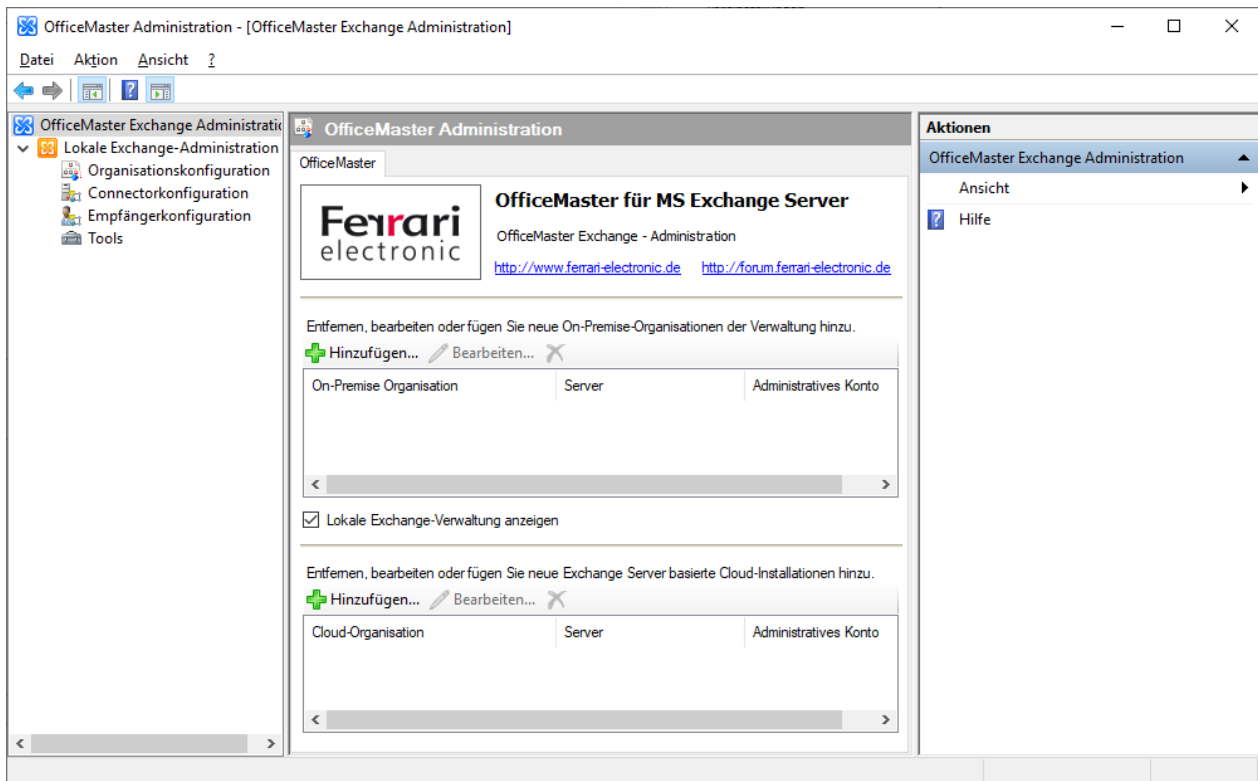 OfficeMaster Administration - [OfficeMaster Exchange Administration]
Datei Aktion Ansicht ?
OfficeMaster Exchange Administratic
Lokale Exchange-Administration
Organisationskonfiguration
Connectorkonfiguration
Empfängerkonfiguration
Tools
OfficeMaster Administration
OfficeMaster
Ferrari
electronic
OfficeMaster für MS Exchange Server
OfficeMaster Exchange - Administration
http://www.ferrari-electronic.de http://forum.ferrari-electronic.de
Entfernen, bearbeiten oder fügen Sie neue On-Premise-Organisationen der Verwaltung hinzu.
Hinzufügen... Bearbeiten...
On-Premise Organisation Server Administratives Konto
Lokale Exchange-Verwaltung anzeigen
Entfernen, bearbeiten oder fügen Sie neue Exchange Server basierte Cloud-Installationen hinzu.
Hinzufügen... Bearbeiten...
Cloud-Organisation Server Administratives Konto
Aktionen
OfficeMaster Exchange Administration
Ansicht
Hilfe